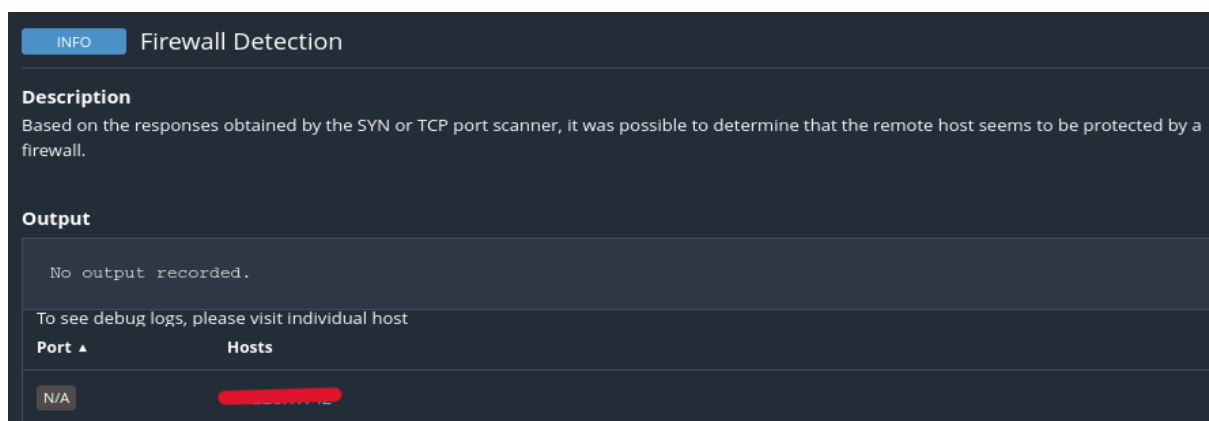 INFO Firewall Detection
Description
Based on the responses obtained by the SYN or TCP port scanner, it was possible to determine that the remote host seems to be protected by a
firewall.
Output
No output recorded.
To see debug logs, please visit individual host
Port ▲ Hosts
N/A